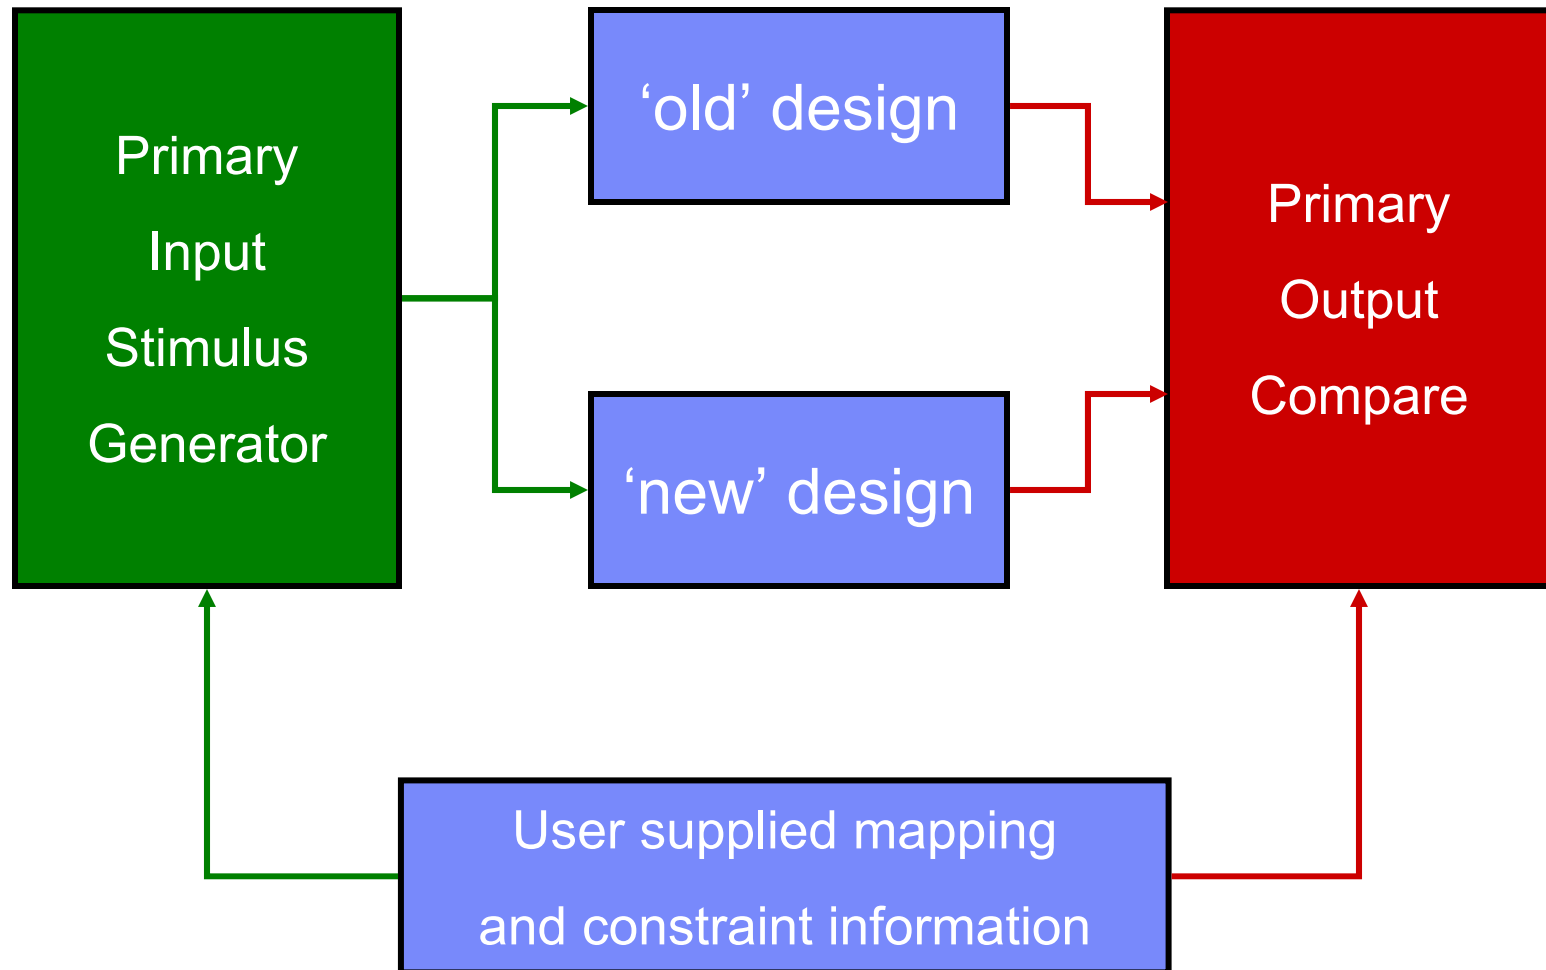 Primary
Input
Stimulus
Generator
‘old’ design
‘new’ design
Primary
Output
Compare
User supplied mapping
and constraint information